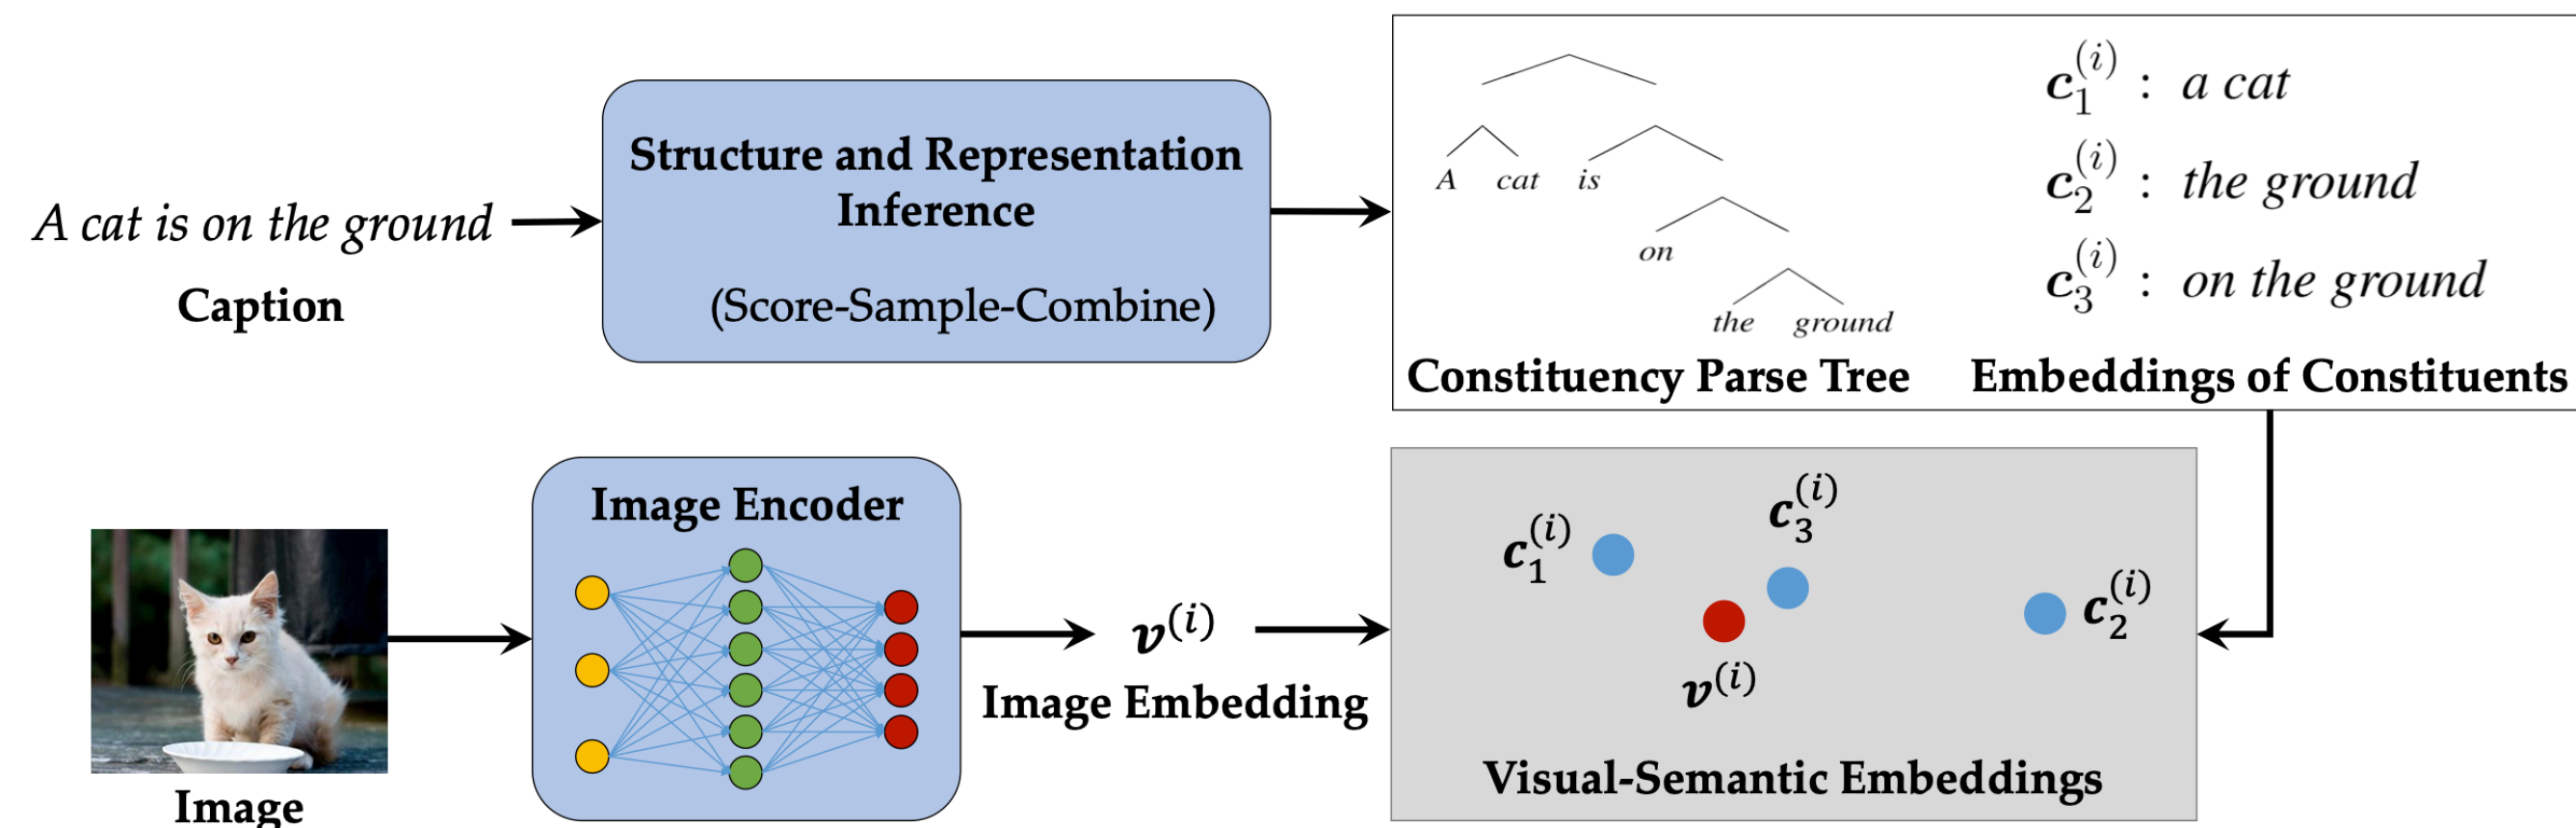 A cat is on the ground
Caption
Structure and Representation
Inference
(Score-Sample-Combine)
A cat is
on
the ground
Constituency Parse Tree
c₁⁽ⁱ⁾ : a cat
c₂⁽ⁱ⁾ : the ground
c₃⁽ⁱ⁾ : on the ground
Embeddings of Constituents
Image
Image Encoder
v⁽ⁱ⁾
Image Embedding
c₁⁽ⁱ⁾
c₃⁽ⁱ⁾
c₂⁽ⁱ⁾
v⁽ⁱ⁾
Visual-Semantic Embeddings